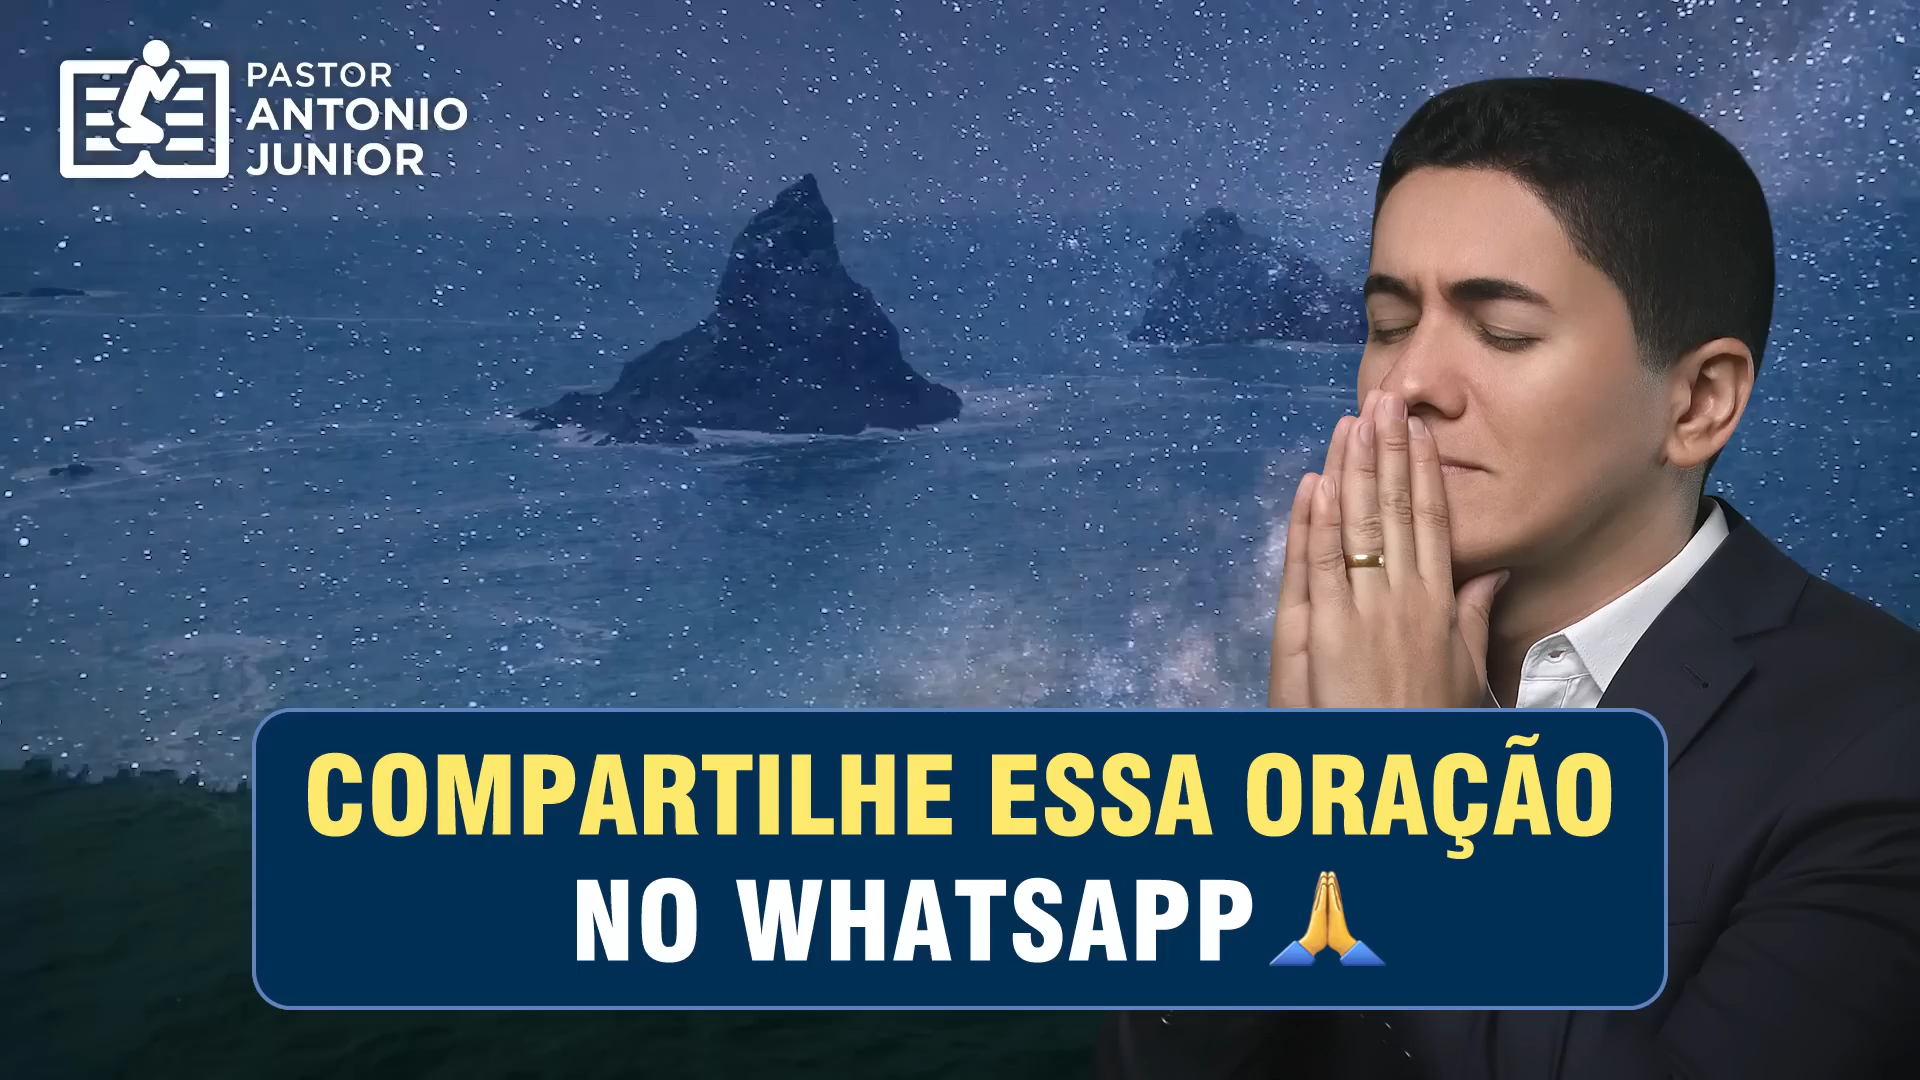 PASTOR
ANTONIO
JUNIOR
COMPARTILHE ESSA ORAÇÃO
NO WHATSAPP🙏